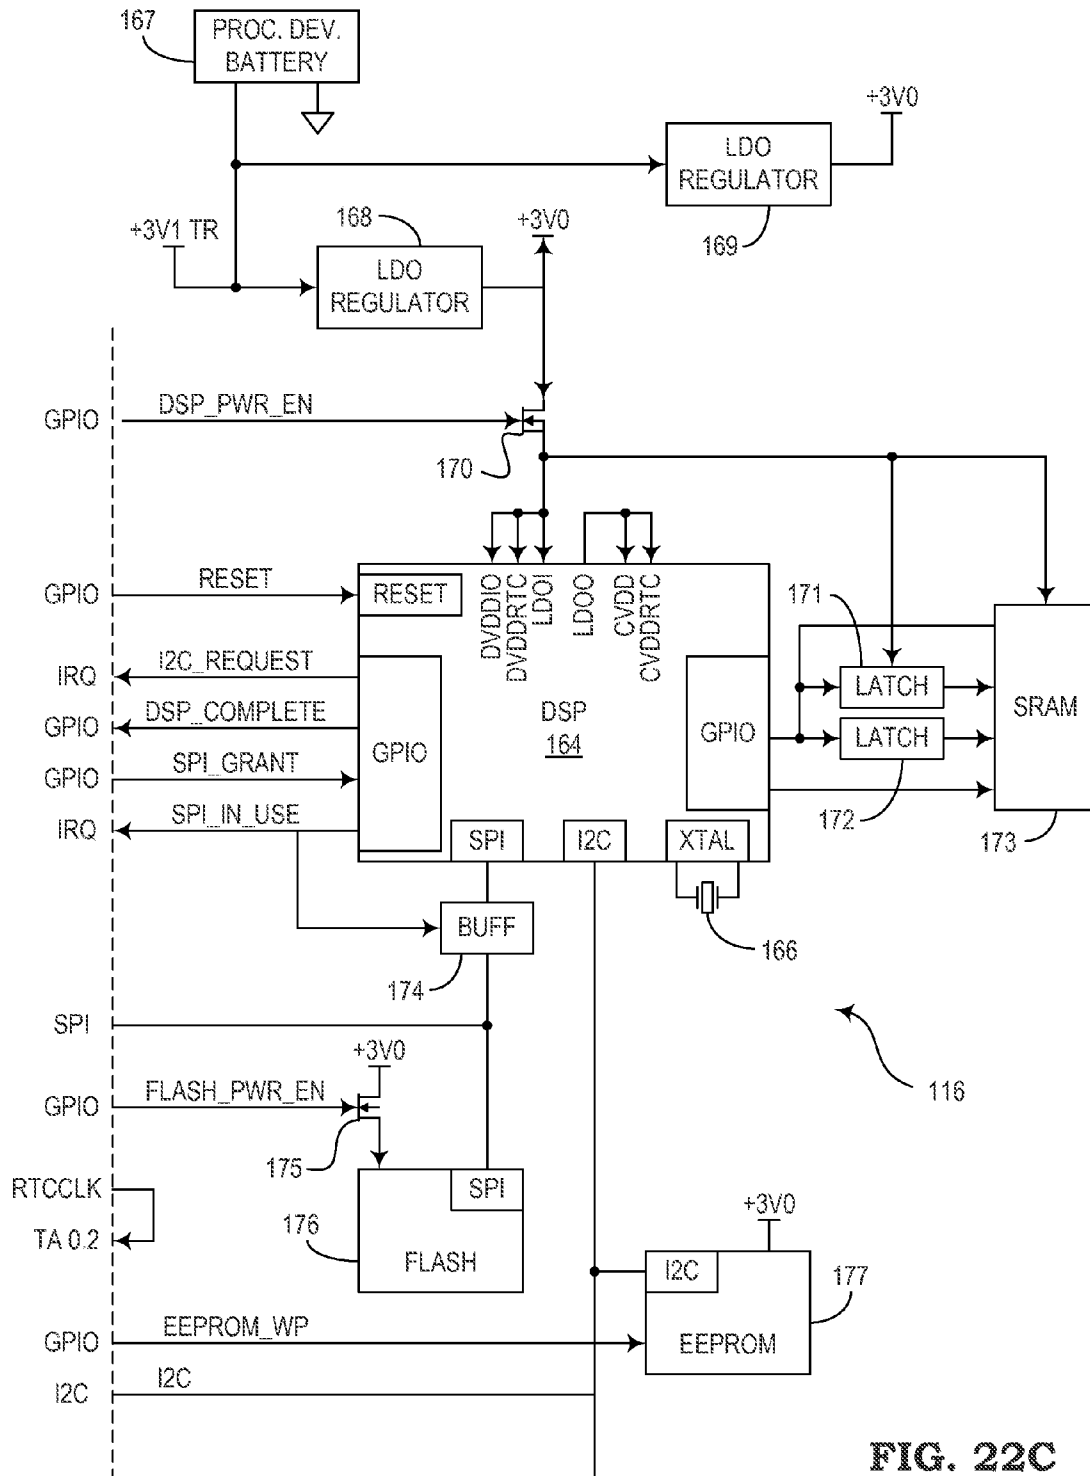 167
PROC. DEV.
BATTERY
+3V0
LDO
REGULATOR
169
+3V1 TR
168
+3V0
LDO
REGULATOR
GPIO
DSP_PWR_EN
170
GPIO
RESET
RESET
DVDDIO
DVDDRTC
LDOI
LDOO
CVDD
CVDDRTC
171
IRQ
I2C_REQUEST
LATCH
SRAM
GPIO
DSP_COMPLETE
GPIO
DSP
164
GPIO
LATCH
GPIO
SPI_GRANT
172
173
IRQ
SPI_IN_USE
SPI
I2C
XTAL
BUFF
166
174
SPI
+3V0
GPIO
FLASH_PWR_EN
116
175
RTCCLK
SPI
TA 0.2
176
FLASH
+3V0
I2C
177
GPIO
EEPROM_WP
EEPROM
I2C
I2C
FIG. 22C